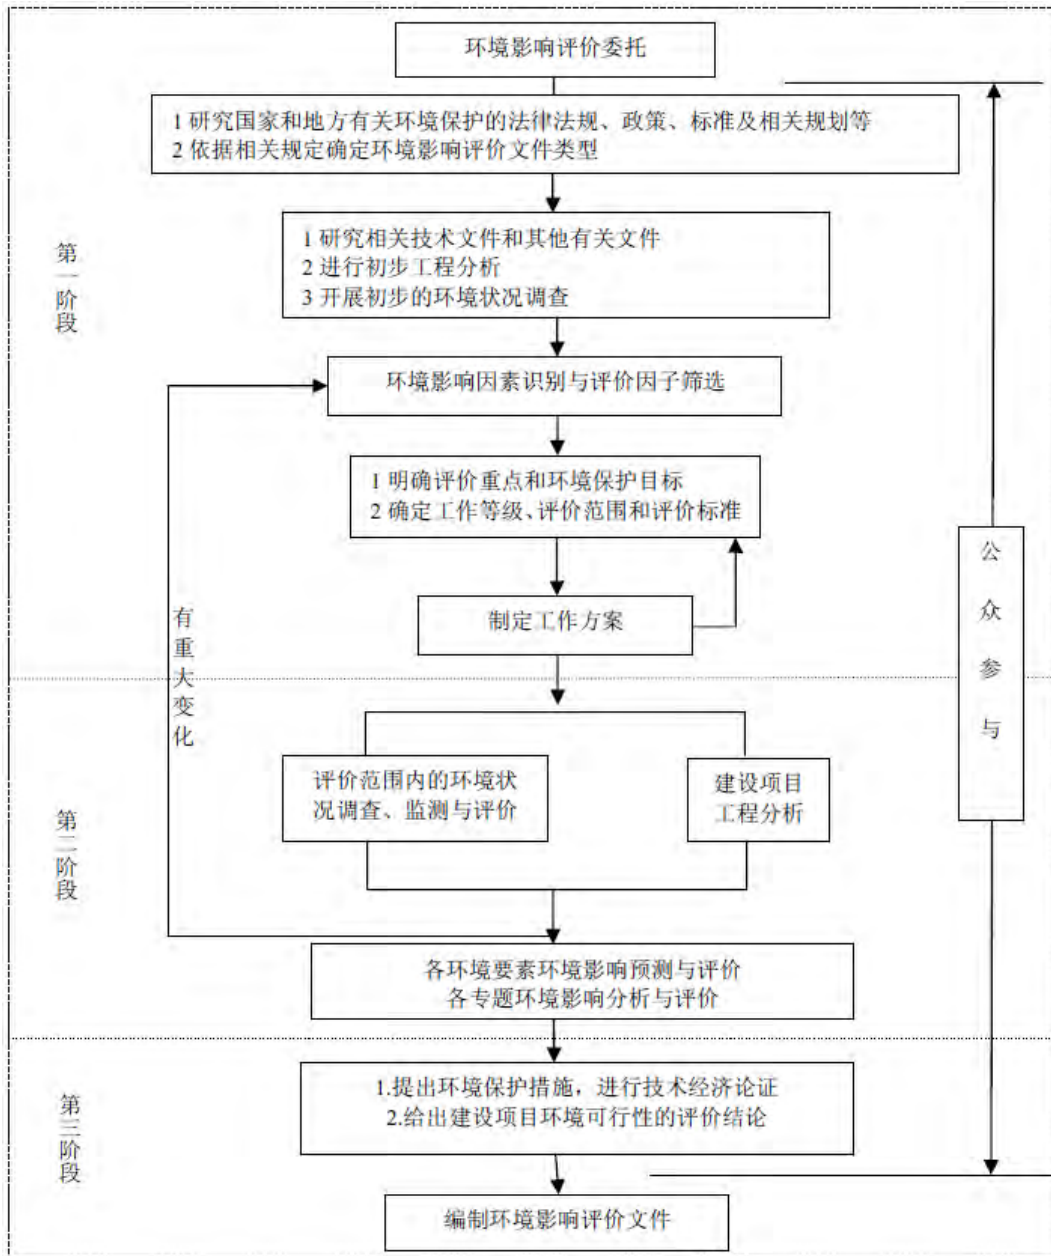 环境影响评价委托
1 研究国家和地方有关环境保护的法律法规、政策、标准及相关规划等
2 依据相关规定确定环境影响评价文件类型
第一阶段
1 研究相关技术文件和其他有关文件
2 进行初步工程分析
3 开展初步的环境状况调查
环境影响因素识别与评价因子筛选
1 明确评价重点和环境保护目标
2 确定工作等级、评价范围和评价标准
公众参与
制定工作方案
有重大变化
第二阶段
评价范围内的环境状
况调查、监测与评价
建设项目
工程分析
各环境要素环境影响预测与评价
各专题环境影响分析与评价
第三阶段
1.提出环境保护措施，进行技术经济论证
2.给出建设项目环境可行性的评价结论
编制环境影响评价文件